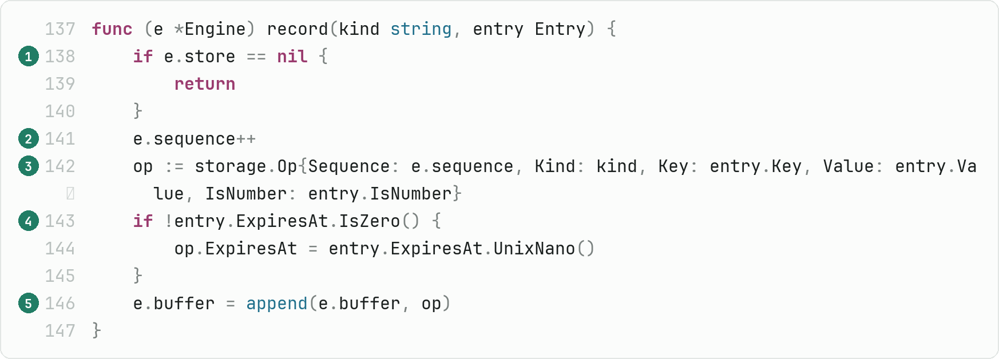 137 func (e *Engine) record(kind string, entry Entry) {
1 138     if e.store == nil {
139         return
140     }
2 141     e.sequence++
3 142     op := storage.Op{Sequence: e.sequence, Kind: kind, Key: entry.Key, Value: entry.Va
lue, IsNumber: entry.IsNumber}
4 143     if !entry.ExpiresAt.IsZero() {
144         op.ExpiresAt = entry.ExpiresAt.UnixNano()
145     }
5 146     e.buffer = append(e.buffer, op)
147 }